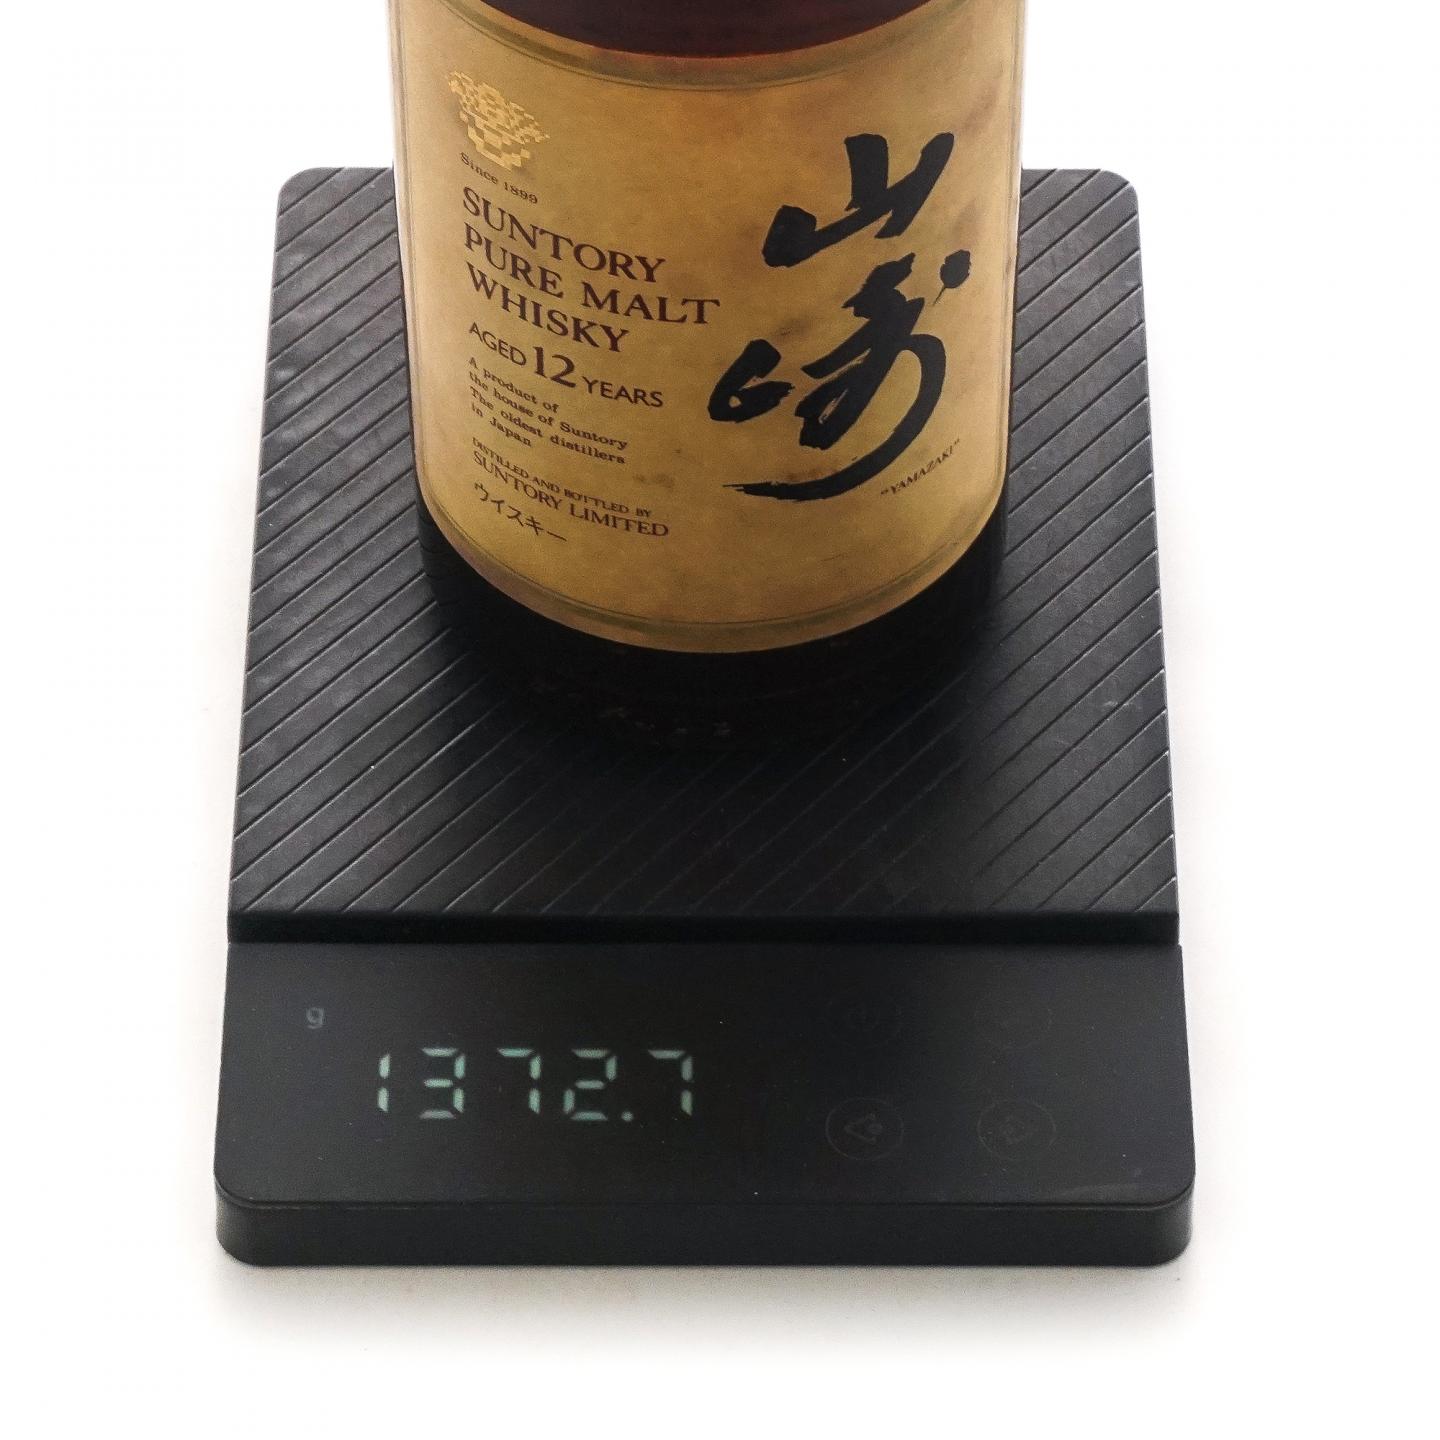 Since 1899
SUNTORY
PURE MALT
WHISKY
AGED 12 YEARS
A product of
the house of Suntory
The oldest distillers
in Japan
DISTILLED AND BOTTLED BY
SUNTORY LIMITED
ウイスキー
山崎
"YAMAZAKI"
g
1372.7